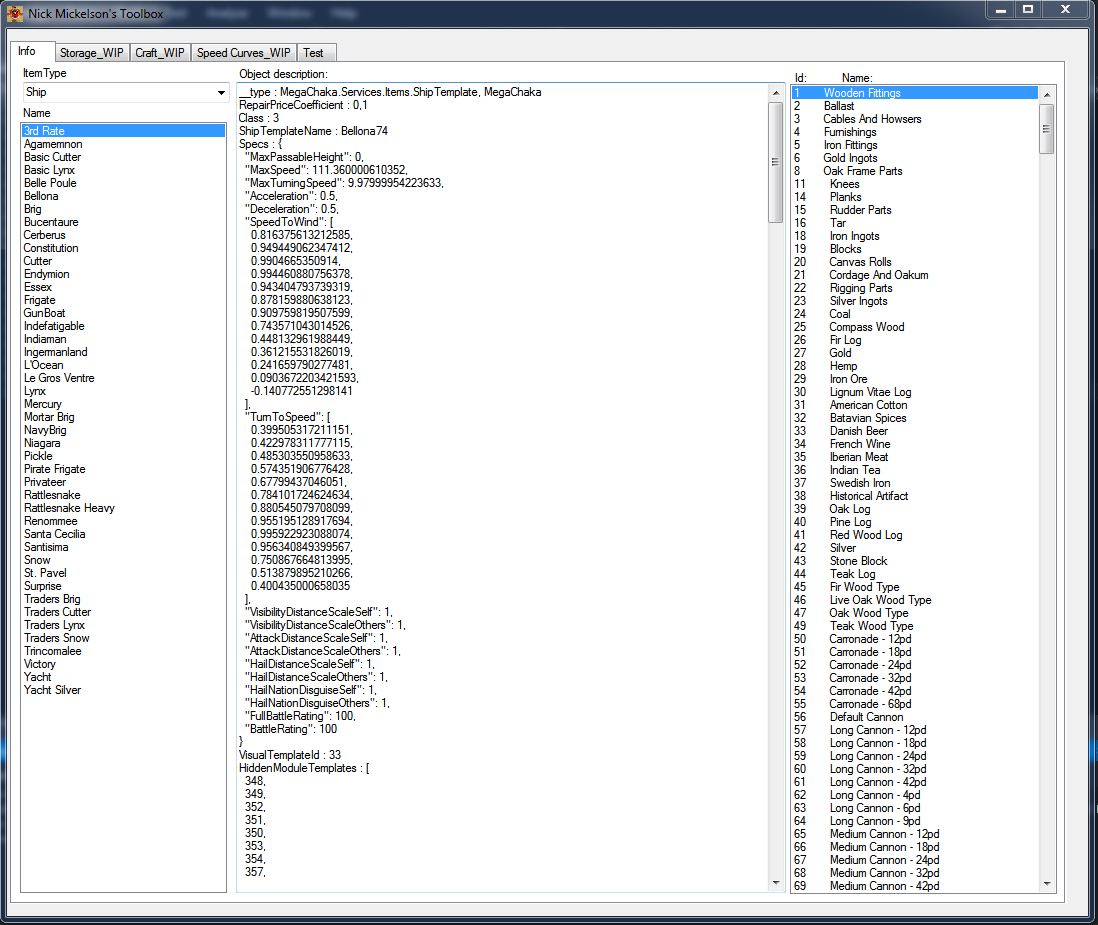 Nick Mickelson's Toolbox
Info
Storage_WIP
Craft_WIP
Speed Curves_WIP
Test
ItemType
Ship
Name
3rd Rate
Agamemnon
Basic Cutter
Basic Lynx
Belle Poule
Bellona
Brig
Bucentaure
Cerberus
Constitution
Cutter
Endymion
Essex
Frigate
GunBoat
Indefatigable
Indiaman
Ingermanland
L'Ocean
Le Gros Ventre
Lynx
Mercury
Mortar Brig
NavyBrig
Niagara
Pickle
Pirate Frigate
Privateer
Rattlesnake
Rattlesnake Heavy
Renommee
Santa Cecilia
Santisima
Snow
St. Pavel
Surprise
Traders Brig
Traders Cutter
Traders Lynx
Traders Snow
Trincomalee
Victory
Yacht
Yacht Silver
Object description:
__type : MegaChaka.Services.Items.ShipTemplate, MegaChaka
RepairPriceCoefficient : 0,1
Class : 3
ShipTemplateName : Bellona74
Specs : {
"MaxPassableHeight": 0,
"MaxSpeed": 111.360000610352,
"MaxTurningSpeed": 9.97999954223633,
"Acceleration": 0.5,
"Deceleration": 0.5,
"SpeedToWind": [
0.816375613212585,
0.949449062347412,
0.9904665350914,
0.994460880756378,
0.943404793739319,
0.878159880638123,
0.909759819507599,
0.743571043014526,
0.448132961988449,
0.361215531826019,
0.241659790277481,
0.0903672203421593,
-0.140772551298141
],
"TurnToSpeed": [
0.399505317211151,
0.422978311777115,
0.485303550958633,
0.574351906776428,
0.67799437046051,
0.784101724624634,
0.880545079708099,
0.955195128917694,
0.995922923088074,
0.956340849399567,
0.750867664813995,
0.513879895210266,
0.400435000658035
],
"VisibilityDistanceScaleSelf": 1,
"VisibilityDistanceScaleOthers": 1,
"AttackDistanceScaleSelf": 1,
"AttackDistanceScaleOthers": 1,
"HailDistanceScaleSelf": 1,
"HailDistanceScaleOthers": 1,
"HailNationDisguiseSelf": 1,
"HailNationDisguiseOthers": 1,
"FullBattleRating": 100,
"BattleRating": 100
}
VisualTemplateId : 33
HiddenModuleTemplates : [
348,
349,
352,
351,
350,
353,
354,
357,
Id: Name:
1 Wooden Fittings
2 Ballast
3 Cables And Howsers
4 Furnishings
5 Iron Fittings
6 Gold Ingots
8 Oak Frame Parts
11 Knees
14 Planks
15 Rudder Parts
16 Tar
18 Iron Ingots
19 Blocks
20 Canvas Rolls
21 Cordage And Oakum
22 Rigging Parts
23 Silver Ingots
24 Coal
25 Compass Wood
26 Fir Log
27 Gold
28 Hemp
29 Iron Ore
30 Lignum Vitae Log
31 American Cotton
32 Batavian Spices
33 Danish Beer
34 French Wine
35 Iberian Meat
36 Indian Tea
37 Swedish Iron
38 Historical Artifact
39 Oak Log
40 Pine Log
41 Red Wood Log
42 Silver
43 Stone Block
44 Teak Log
45 Fir Wood Type
46 Live Oak Wood Type
47 Oak Wood Type
49 Teak Wood Type
50 Carronade - 12pd
51 Carronade - 18pd
52 Carronade - 24pd
53 Carronade - 32pd
54 Carronade - 42pd
55 Carronade - 68pd
56 Default Cannon
57 Long Cannon - 12pd
58 Long Cannon - 18pd
59 Long Cannon - 24pd
60 Long Cannon - 32pd
61 Long Cannon - 42pd
62 Long Cannon - 4pd
63 Long Cannon - 6pd
64 Long Cannon - 9pd
65 Medium Cannon - 12pd
66 Medium Cannon - 18pd
67 Medium Cannon - 24pd
68 Medium Cannon - 32pd
69 Medium Cannon - 42pd